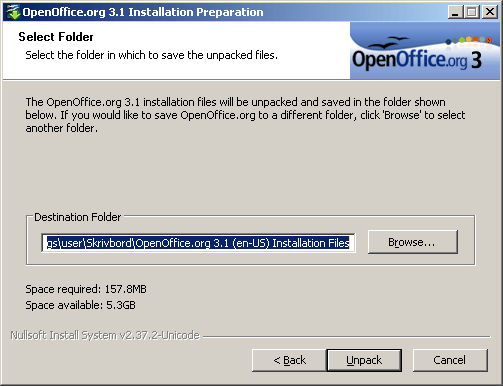 OpenOffice.org 3.1 Installation Preparation
Select Folder
Select the folder in which to save the unpacked files.
OpenOffice.org 3
The OpenOffice.org 3.1 installation files will be unpacked and saved in the folder shown
below. If you would like to save OpenOffice.org to a different folder, click 'Browse' to select
another folder.
Destination Folder
gs\user\Skrivbord\OpenOffice.org 3.1 (en-US) Installation Files
Browse...
Space required: 157.8MB
Space available: 5.3GB
Nullsoft Install System v2.37.2-Unicode
< Back
Unpack
Cancel